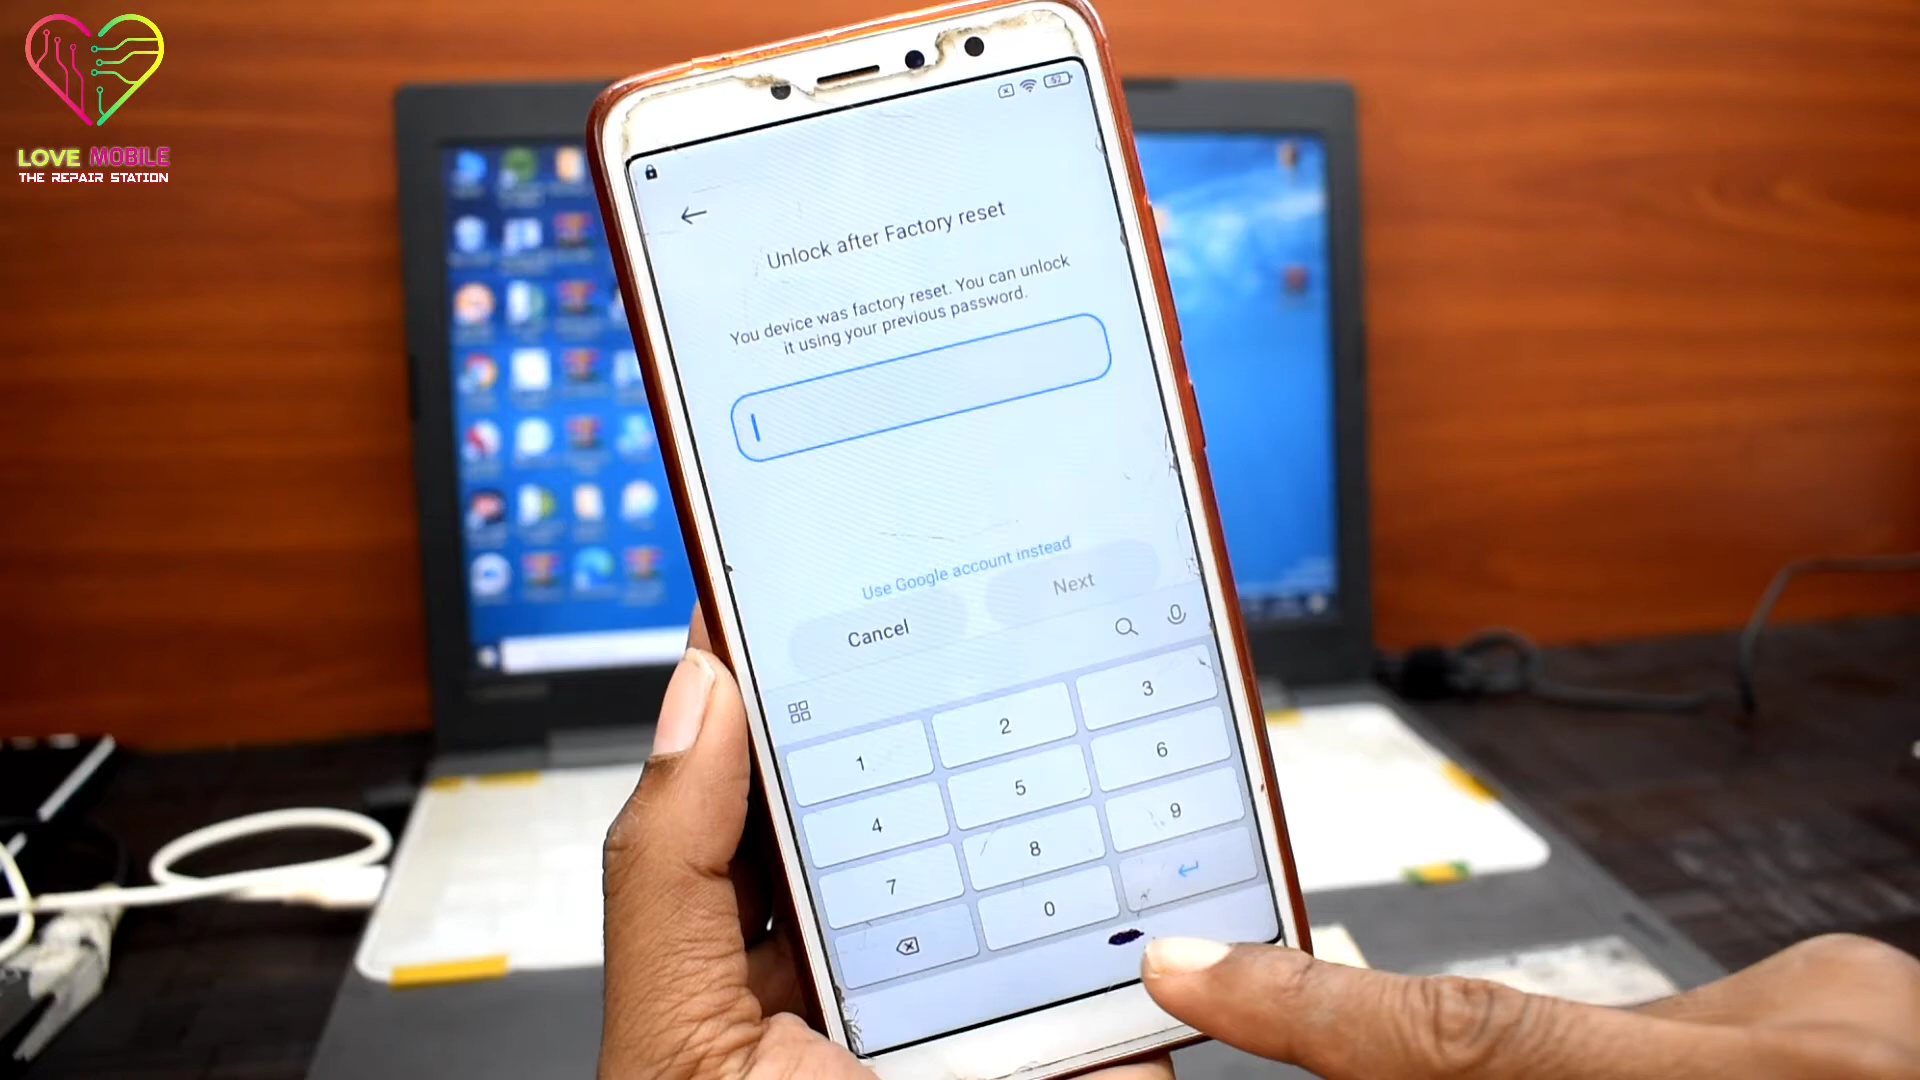 LOVE MOBILE
THE REPAIR STATION
52
Unlock after Factory reset
You device was factory reset. You can unlock
it using your previous password.
Use Google account instead
Cancel
Next
1
2
3
4
5
6
7
8
9
0